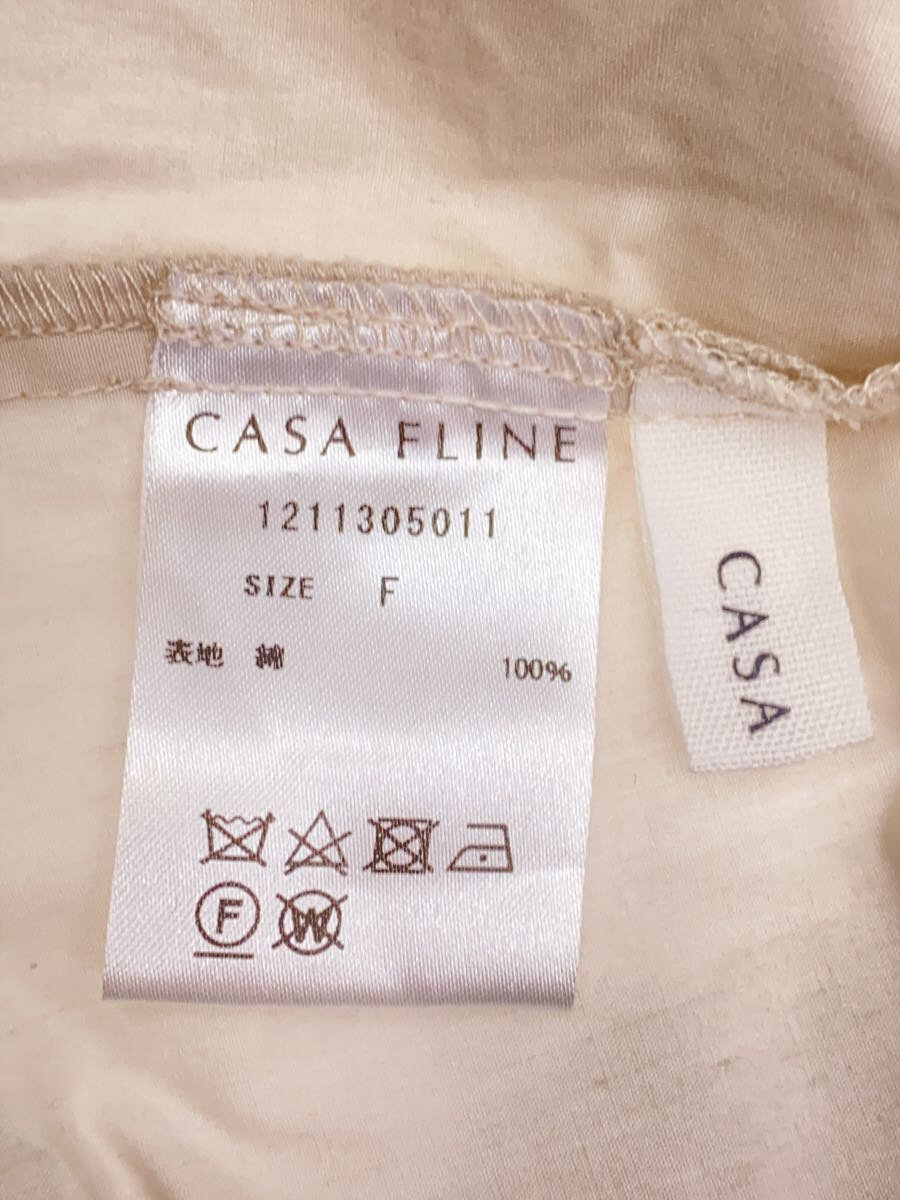 CASA FLINE
1211305011
SIZE F
表地 綿 100%
F W
CASA